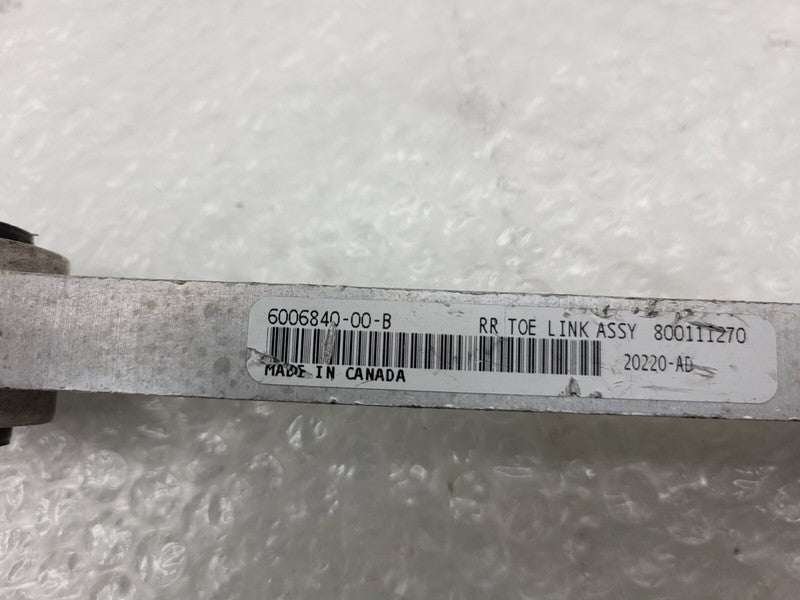 6006840-00-B RR TOE LINK ASSY 800111270
20220-AD
MADE IN CANADA